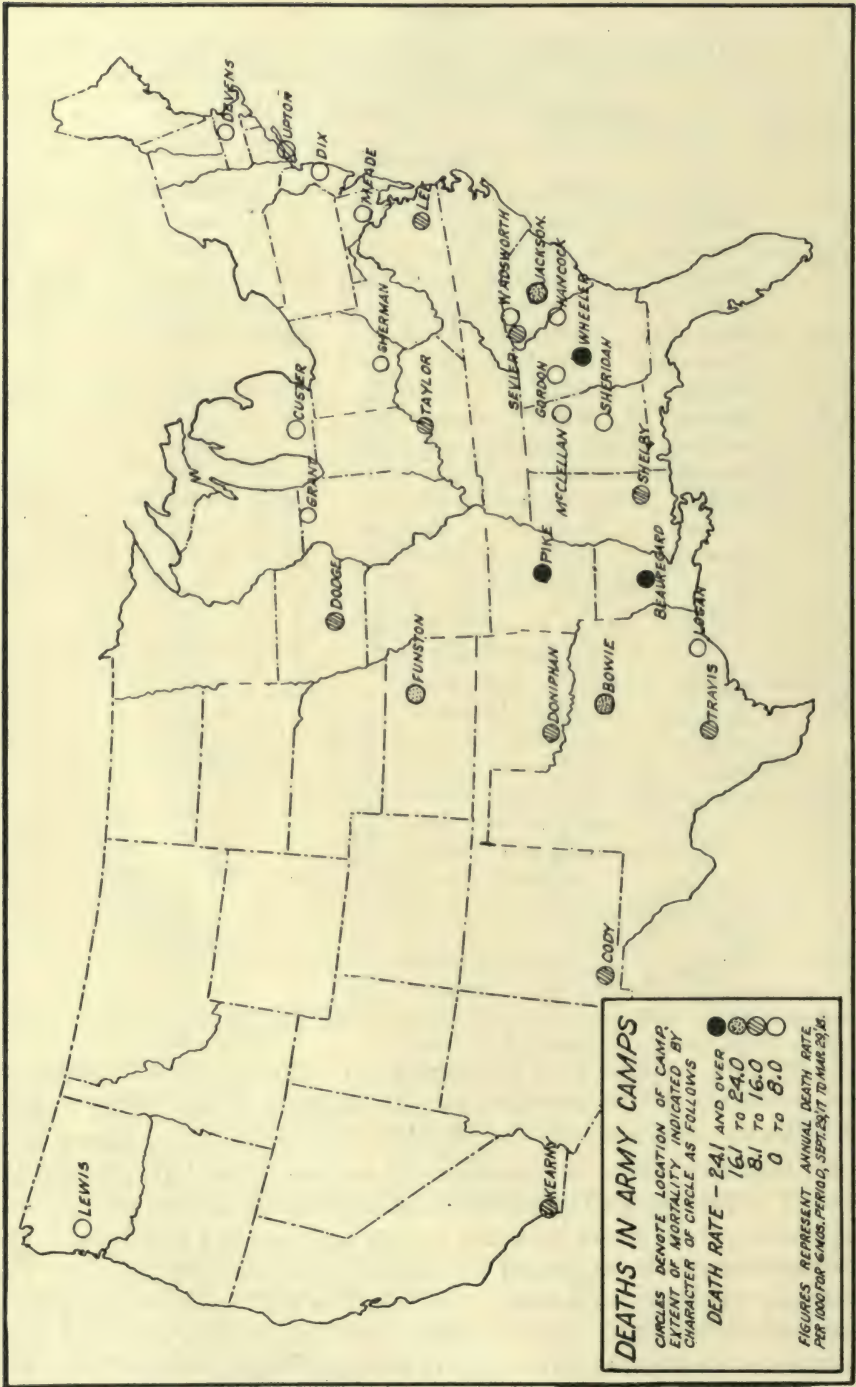 DEVENS
UPTON
DIX
MEADE
LEE
SHERMAN
CUSTER
GRANT
TAYLOR
WADSWORTH
JACKSON
HANCOCK
SEVIER
WHEELER
GORDON
MCCLELLAN
SHERIDAN
SHELBY
DODGE
PIKE
BEAUREGARD
FUNSTON
DONIPHAN
BOWIE
LOGAN
TRAVIS
CODY
LEWIS
KEARNY
DEATHS IN ARMY CAMPS
CIRCLES DENOTE LOCATION OF CAMP,
EXTENT OF MORTALITY INDICATED BY
CHARACTER OF CIRCLE AS FOLLOWS
DEATH RATE - 24.1 AND OVER
16.1 TO 24.0
8.1 TO 16.0
0 TO 8.0
FIGURES REPRESENT ANNUAL DEATH RATE
PER 1000 FOR 6 MOS. PERIOD, SEPT. 29,'17 TO MAR. 29,'18.